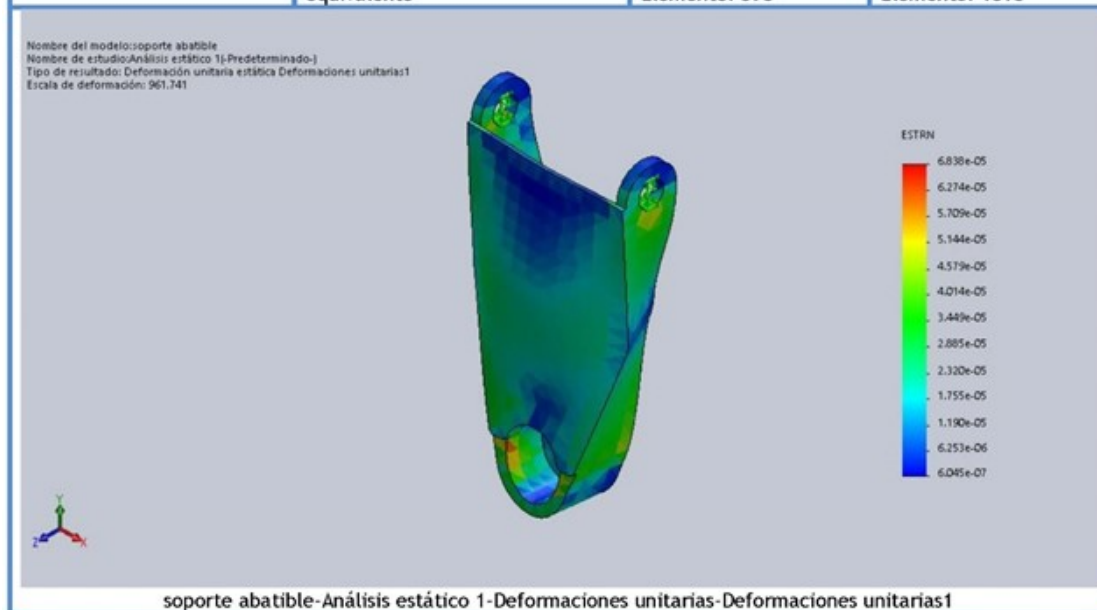 Nombre del modelo:soporte abatible
Nombre de estudio:Análisis estático 1(-Predeterminado-)
Tipo de resultado: Deformación unitaria estática Deformaciones unitarias1
Escala de deformación: 961.741
ESTRN
6.838e-05
6.274e-05
5.709e-05
5.144e-05
4.579e-05
4.014e-05
3.449e-05
2.885e-05
2.320e-05
1.755e-05
1.190e-05
6.253e-06
6.045e-07
Y
Z
X
soporte abatible-Análisis estático 1-Deformaciones unitarias-Deformaciones unitarias1